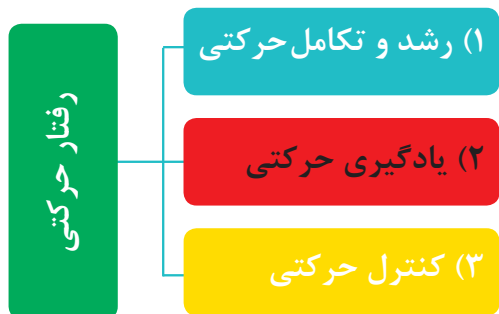 رفتار حرکتی
۱) رشد و تکامل حرکتی
۲) یادگیری حرکتی
۳) کنترل حرکتی